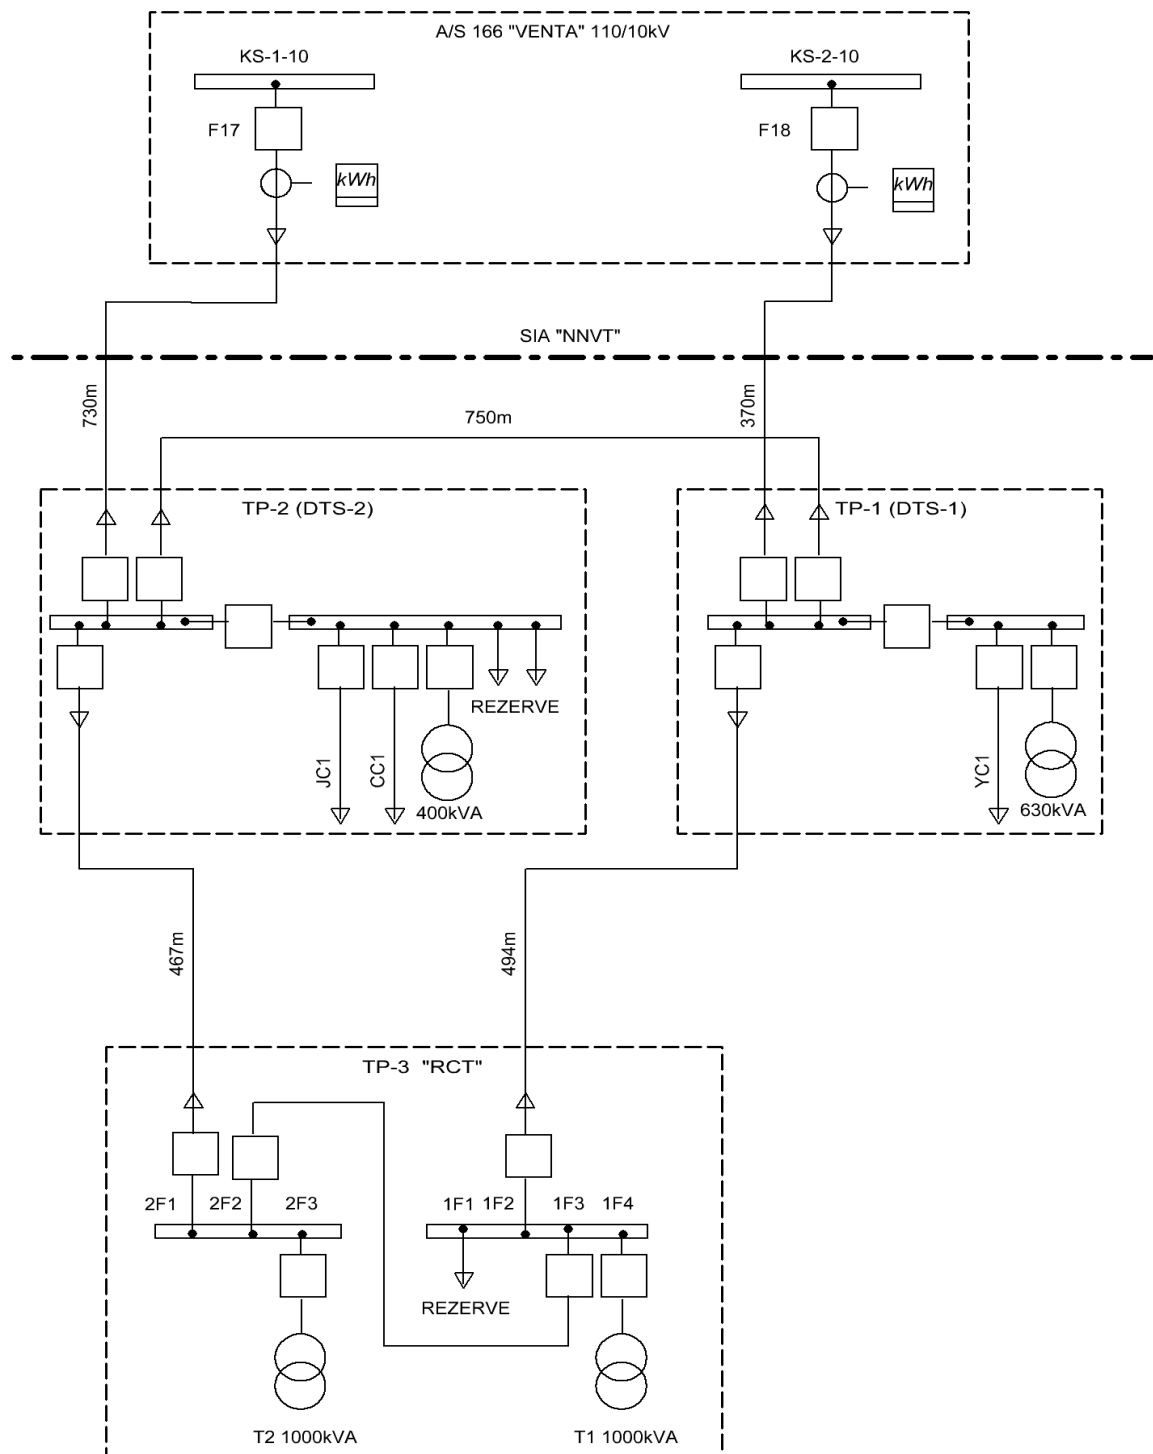 A/S 166 "VENTA" 110/10kV
KS-1-10
KS-2-10
F17
F18
kWh
kWh
SIA "NNVT"
730m
750m
370m
TP-2 (DTS-2)
TP-1 (DTS-1)
REZERVE
JC1
CC1
YC1
400kVA
630kVA
467m
494m
TP-3 "RCT"
2F1 2F2 2F3
1F1 1F2 1F3 1F4
REZERVE
T2 1000kVA
T1 1000kVA